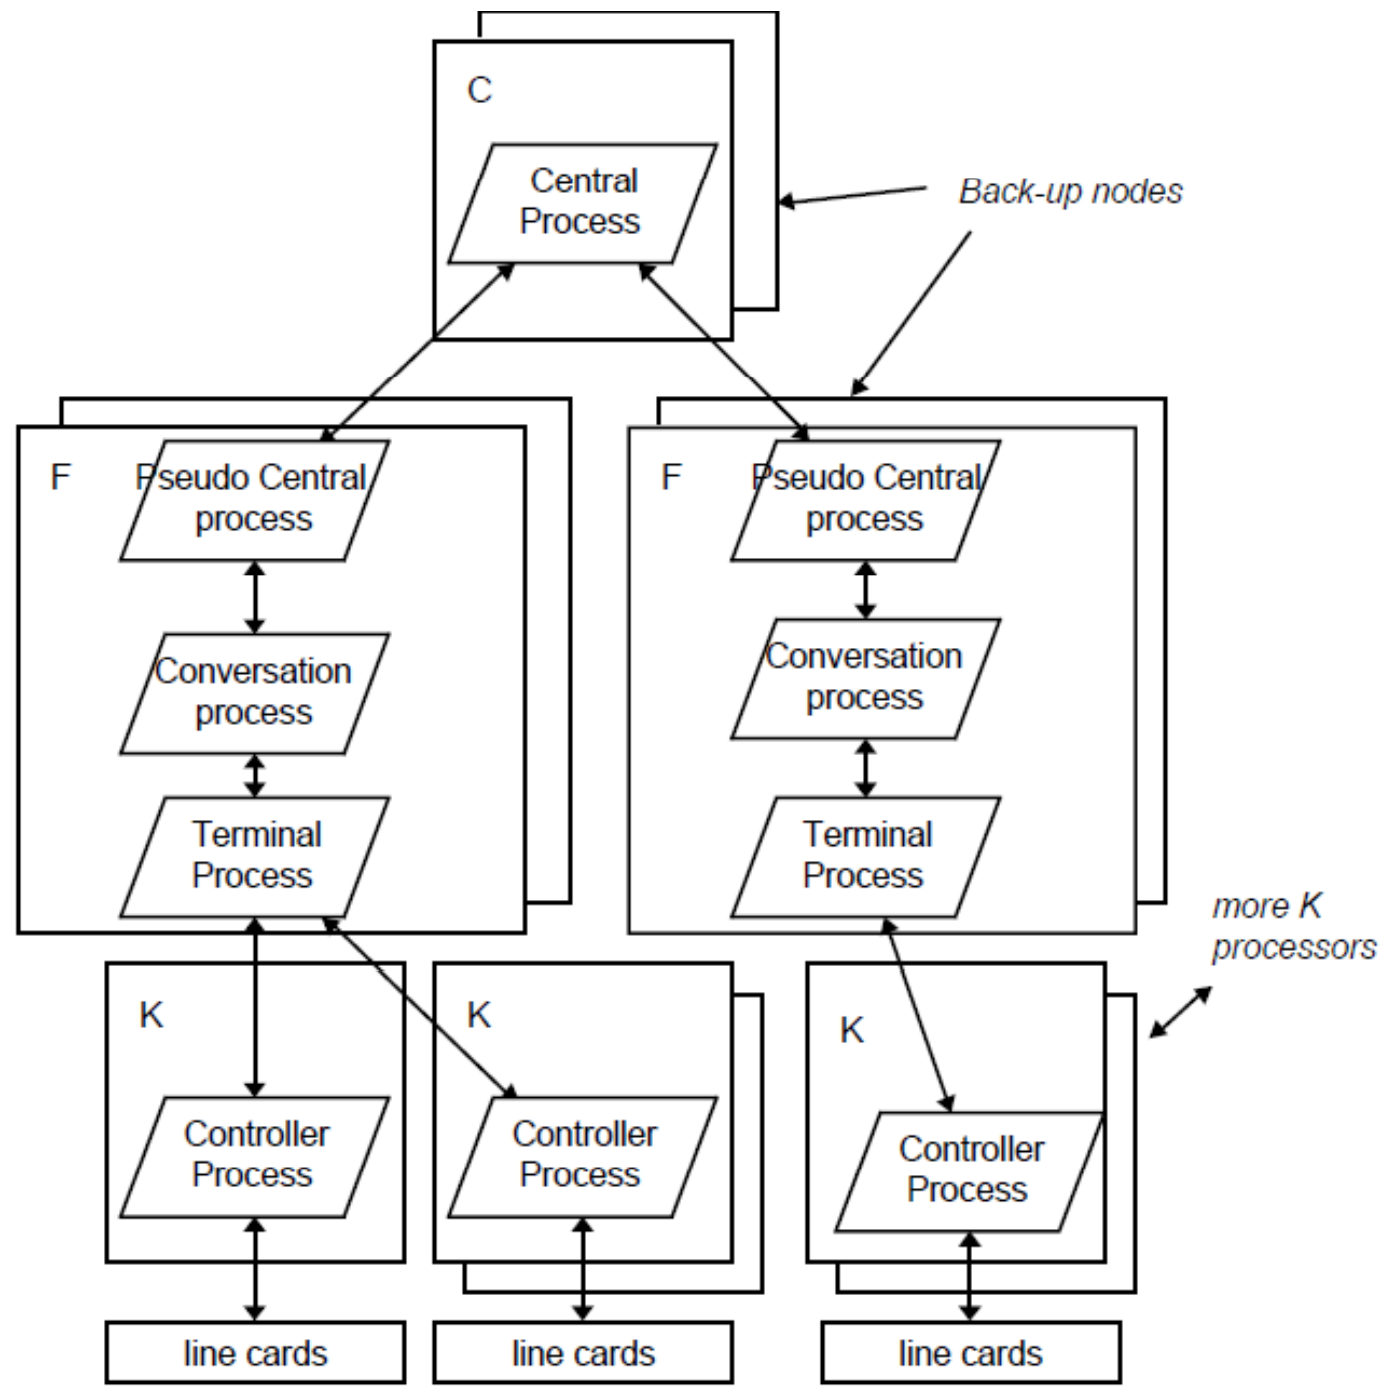 C
Central
Process
Back-up nodes
F
Pseudo Central
process
Conversation
process
Terminal
Process
F
Pseudo Central
process
Conversation
process
Terminal
Process
more K
processors
K
Controller
Process
line cards
K
Controller
Process
line cards
K
Controller
Process
line cards